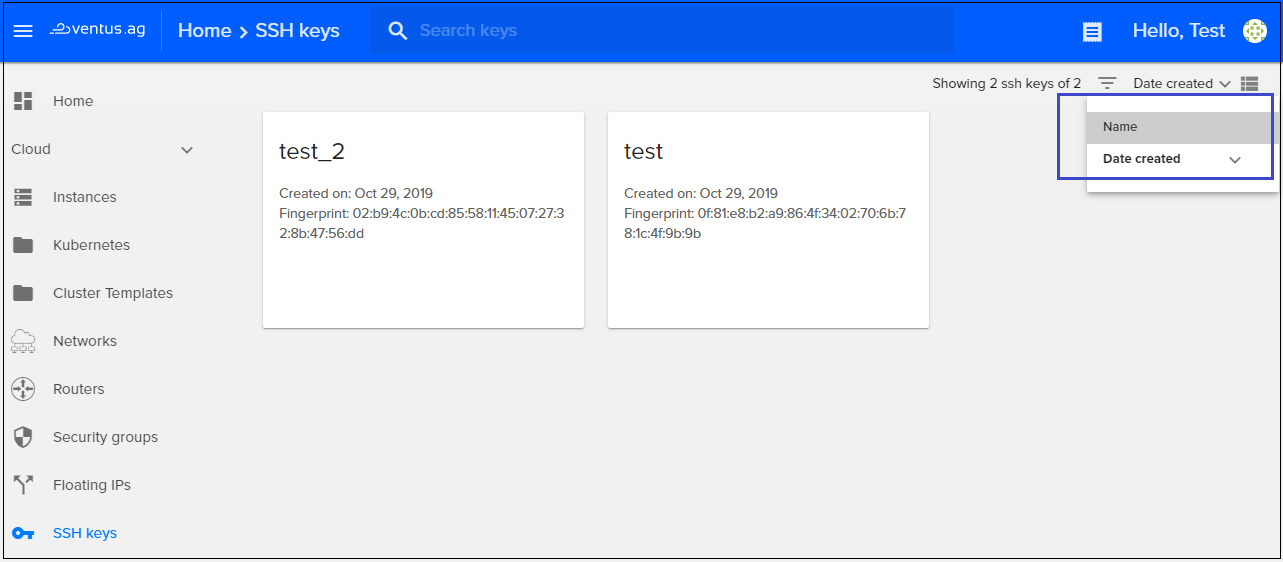 ventus.ag
Home > SSH keys
Search keys
Hello, Test
Showing 2 ssh keys of 2
Date created
Name
Date created
Home
Cloud
Instances
Kubernetes
Cluster Templates
Networks
Routers
Security groups
Floating IPs
SSH keys
test_2
Created on: Oct 29, 2019
Fingerprint: 02:b9:4c:0b:cd:85:58:11:45:07:27:3
2:8b:47:56:dd
test
Created on: Oct 29, 2019
Fingerprint: 0f:81:e8:b2:a9:86:4f:34:02:70:6b:7
8:1c:4f:9b:9b